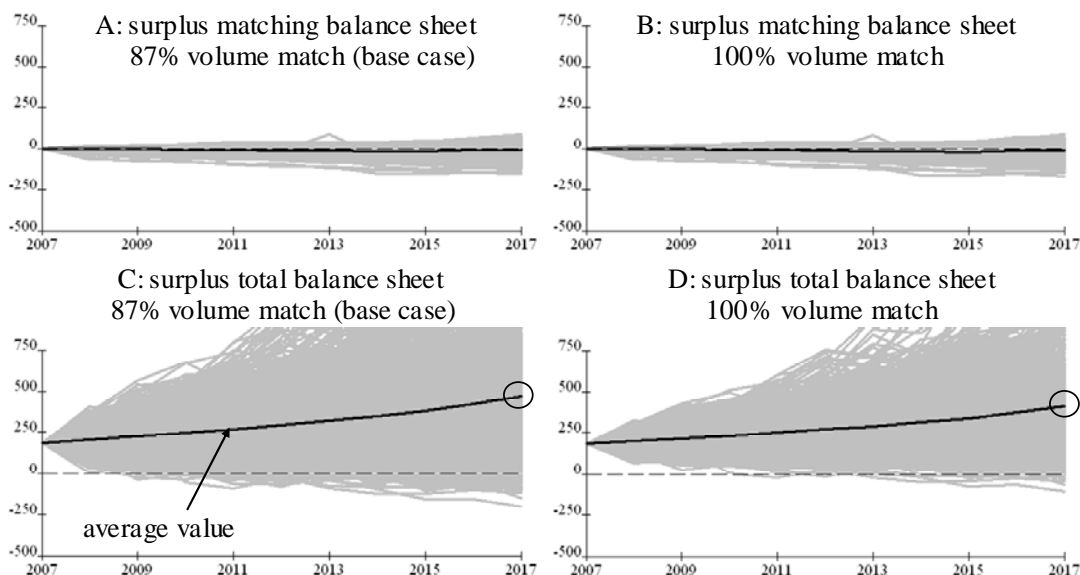 A: surplus matching balance sheet
87% volume match (base case)
750
500
250
0
-250
-500
2007 2009 2011 2013 2015 2017
B: surplus matching balance sheet
100% volume match
750
500
250
0
-250
-500
2007 2009 2011 2013 2015 2017
C: surplus total balance sheet
87% volume match (base case)
750
500
250
0
-250
-500
average value
2007 2009 2011 2013 2015 2017
D: surplus total balance sheet
100% volume match
750
500
250
0
-250
-500
2007 2009 2011 2013 2015 2017